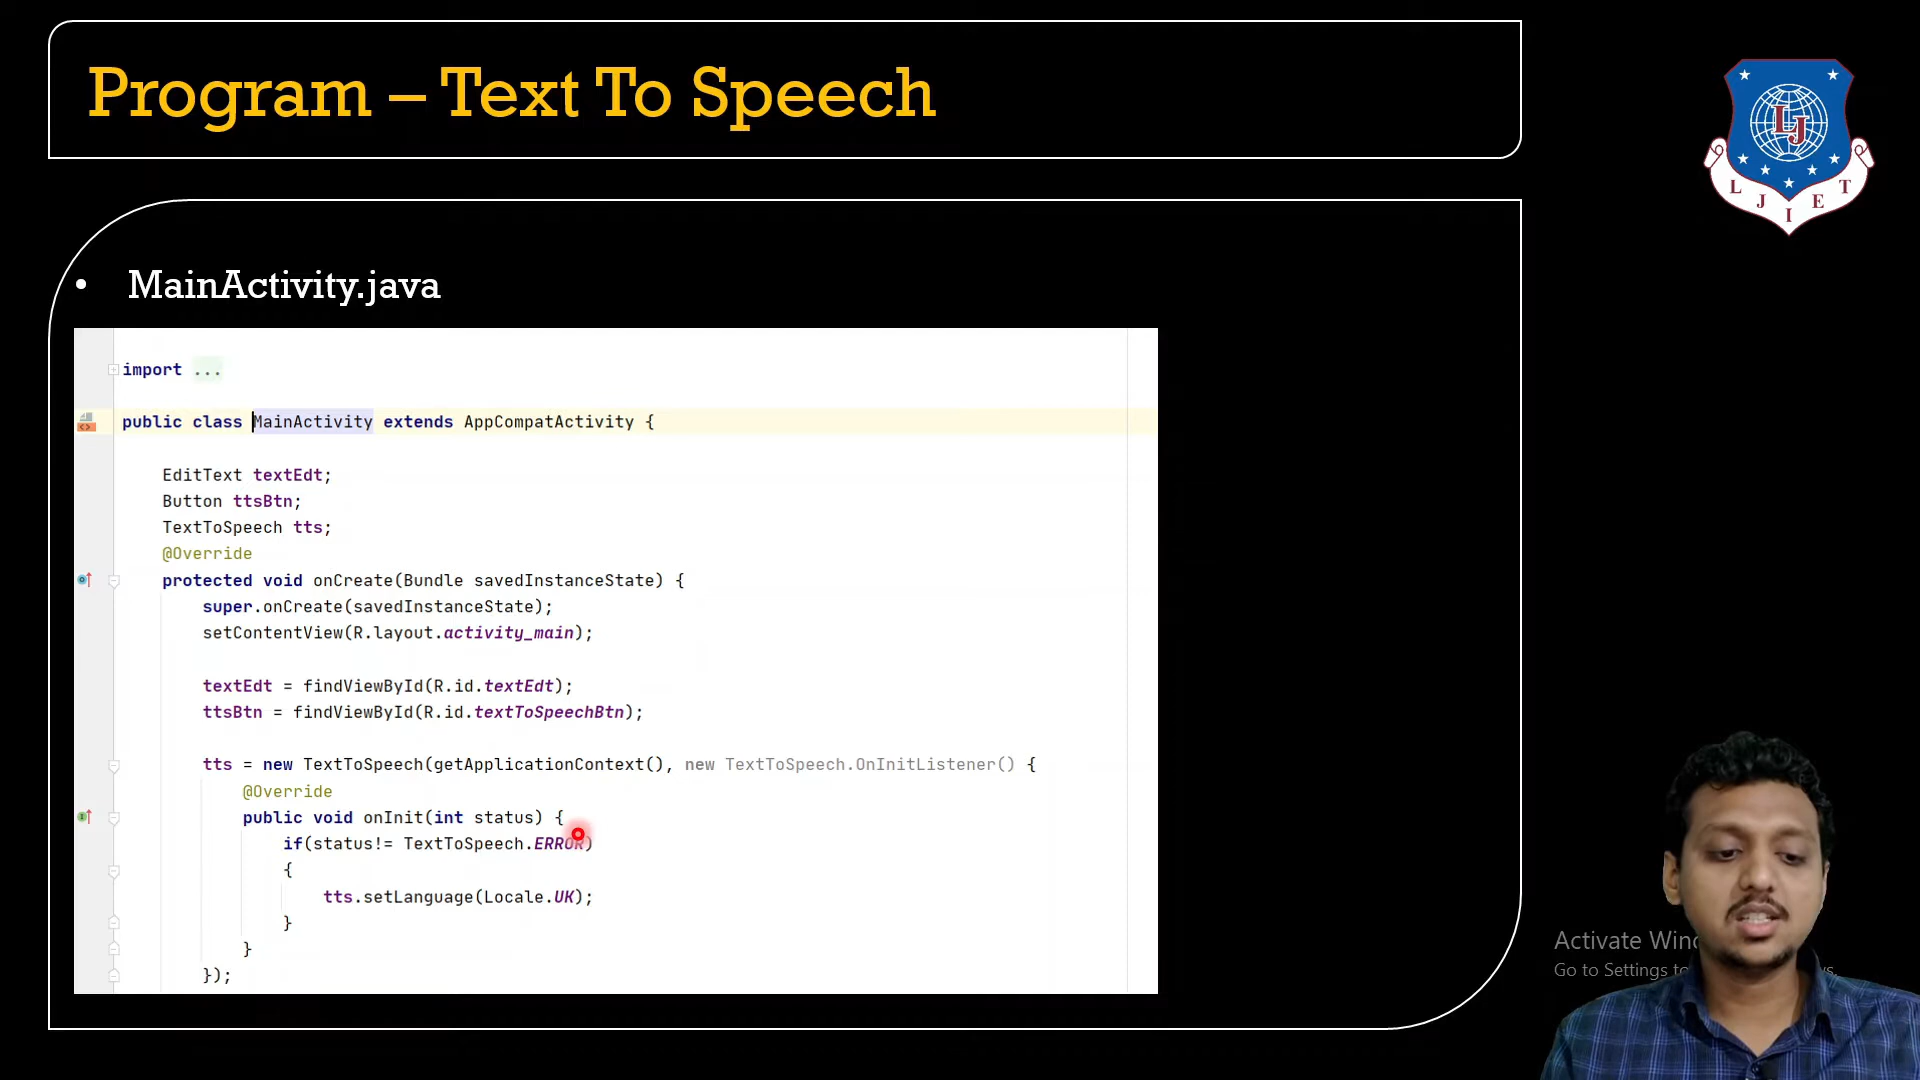 Program – Text To Speech
L J
L J I E T
• MainActivity.java
import ...
public class MainActivity extends AppCompatActivity {
EditText textEdt;
Button ttsBtn;
TextToSpeech tts;
@Override
protected void onCreate(Bundle savedInstanceState) {
super.onCreate(savedInstanceState);
setContentView(R.layout.activity_main);
textEdt = findViewById(R.id.textEdt);
ttsBtn = findViewById(R.id.textToSpeechBtn);
tts = new TextToSpeech(getApplicationContext(), new TextToSpeech.OnInitListener() {
@Override
public void onInit(int status) {
if(status!= TextToSpeech.ERROR)
{
tts.setLanguage(Locale.UK);
}
}
});
Activate
Go to Settings